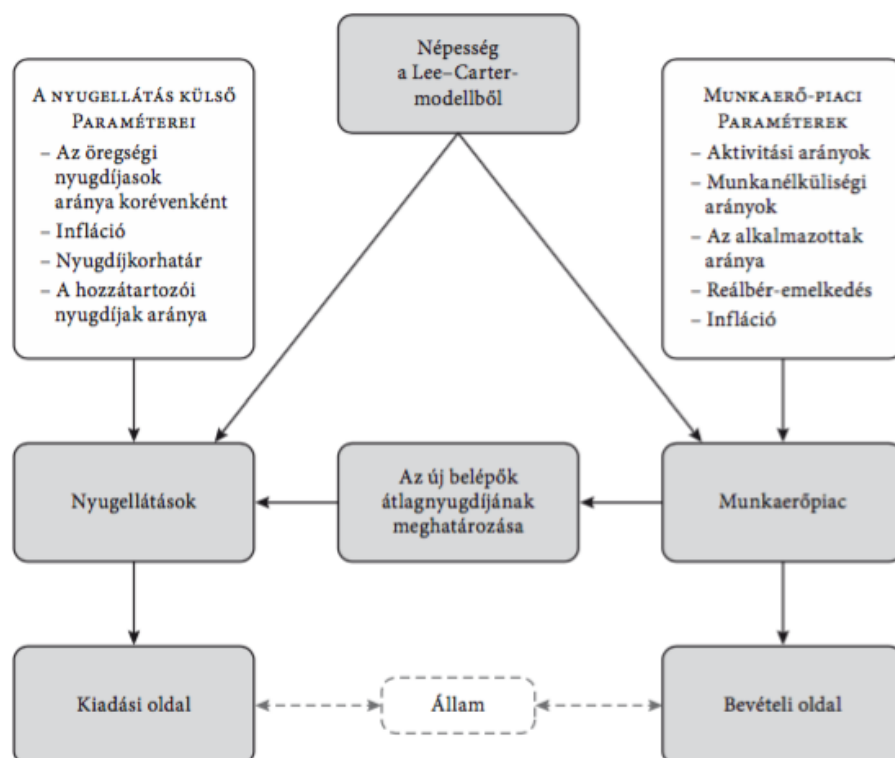 Népesség
a Lee–Carter-
modellből
A NYUGELLÁTÁS KÜLSŐ
PARAMÉTEREI
– Az öregségi
nyugdíjasok
aránya korévenként
– Infláció
– Nyugdíjkorhatár
– A hozzátartozói
nyugdíjak aránya
MUNKAERŐ-PIACI
PARAMÉTEREK
– Aktivitási arányok
– Munkanélküliségi
arányok
– Az alkalmazottak
aránya
– Reálbér-emelkedés
– Infláció
Nyugellátások
Az új belépők
átlagnyugdíjának
meghatározása
Munkaerőpiac
Kiadási oldal
Állam
Bevételi oldal